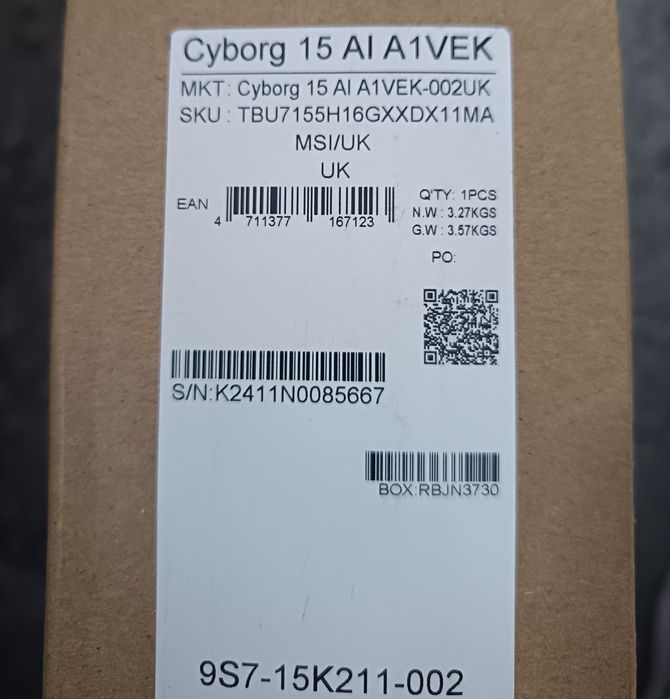 Cyborg 15 AI A1VEK
MKT : Cyborg 15 AI A1VEK-002UK
SKU : TBU7155H16GXXDX11MA
MSI/UK
UK
EAN
4 711377 167123
Q'TY: 1PCS
N.W : 3.27KGS
G.W : 3.57KGS
PO:
S/N:K2411N0085667
BOX:RBJN3730
9S7-15K211-002